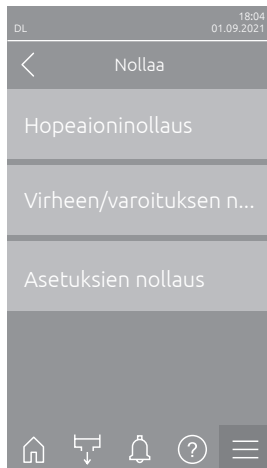 18:04
DL 01.09.2021
Nollaa
Hopeaioninollaus
Virheen/varoituksen n...
Asetuksien nollaus
?